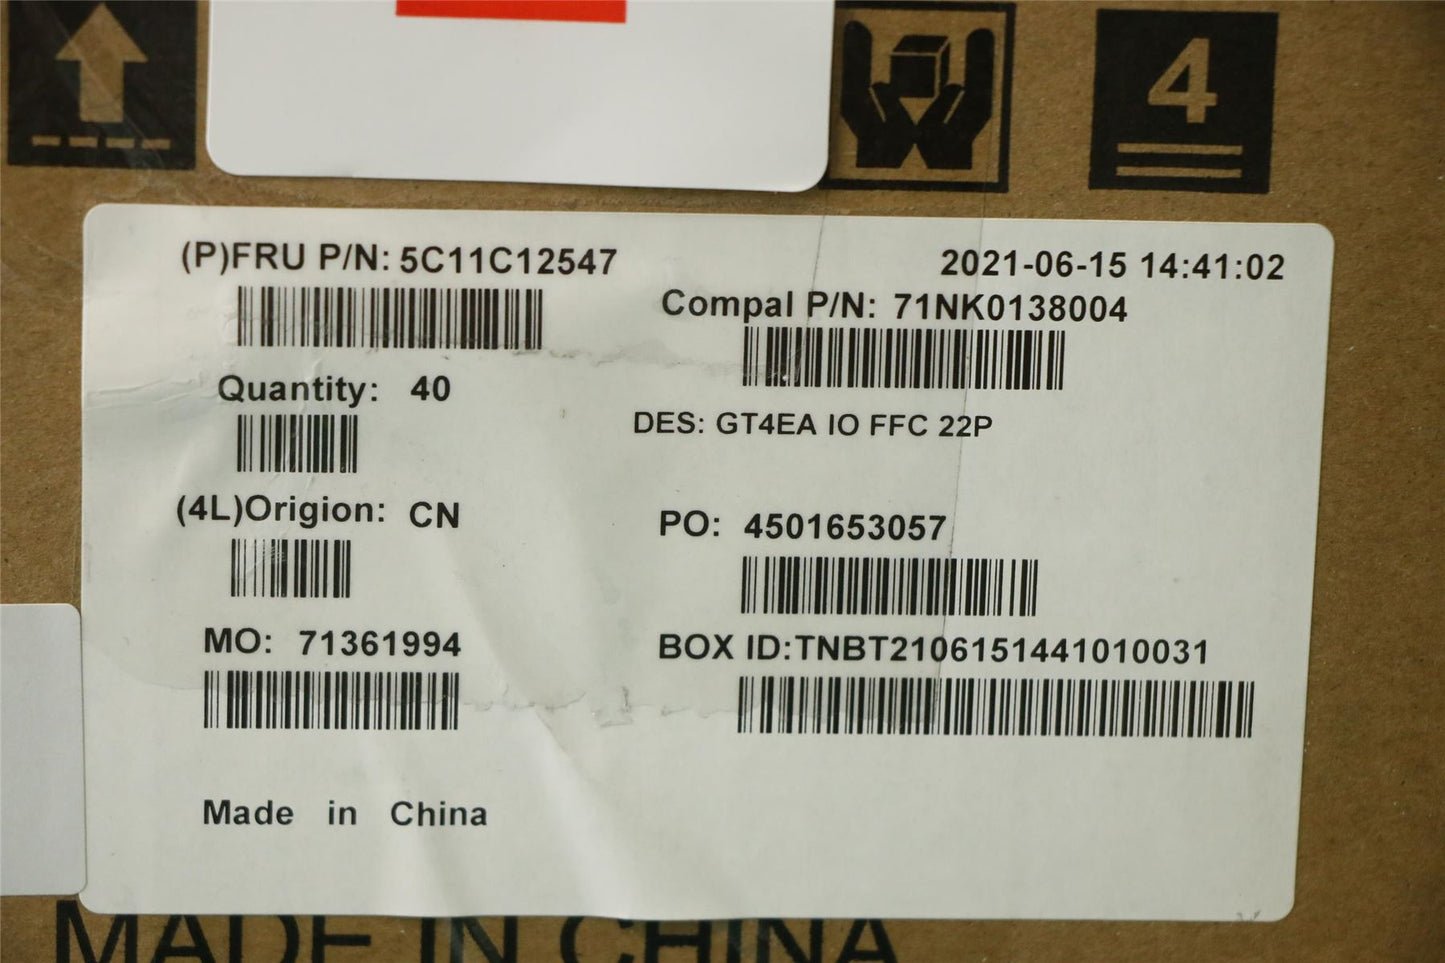 4
(P)FRU P/N: 5C11C12547
2021-06-15 14:41:02
Compal P/N: 71NK0138004
Quantity: 40
DES: GT4EA IO FFC 22P
(4L)Origion: CN
PO: 4501653057
MO: 71361994
BOX ID:TNBT2106151441010031
Made in China
MADE IN CHINA